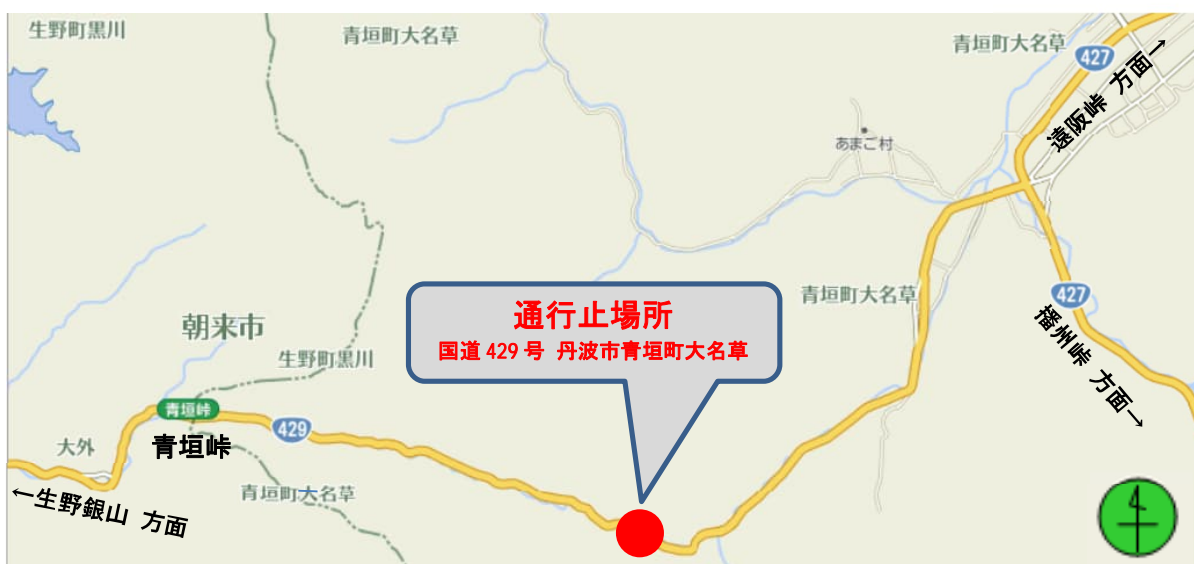 生野町黒川
青垣町大名草
青垣町大名草
427
遠阪峠 方面→
あまご村
通行止場所
国道 429 号 丹波市青垣町大名草
青垣町大名草
427
播州峠 方面→
朝来市
生野町黒川
青垣峠
429
青垣峠
大外
青垣町大名草
←生野銀山 方面